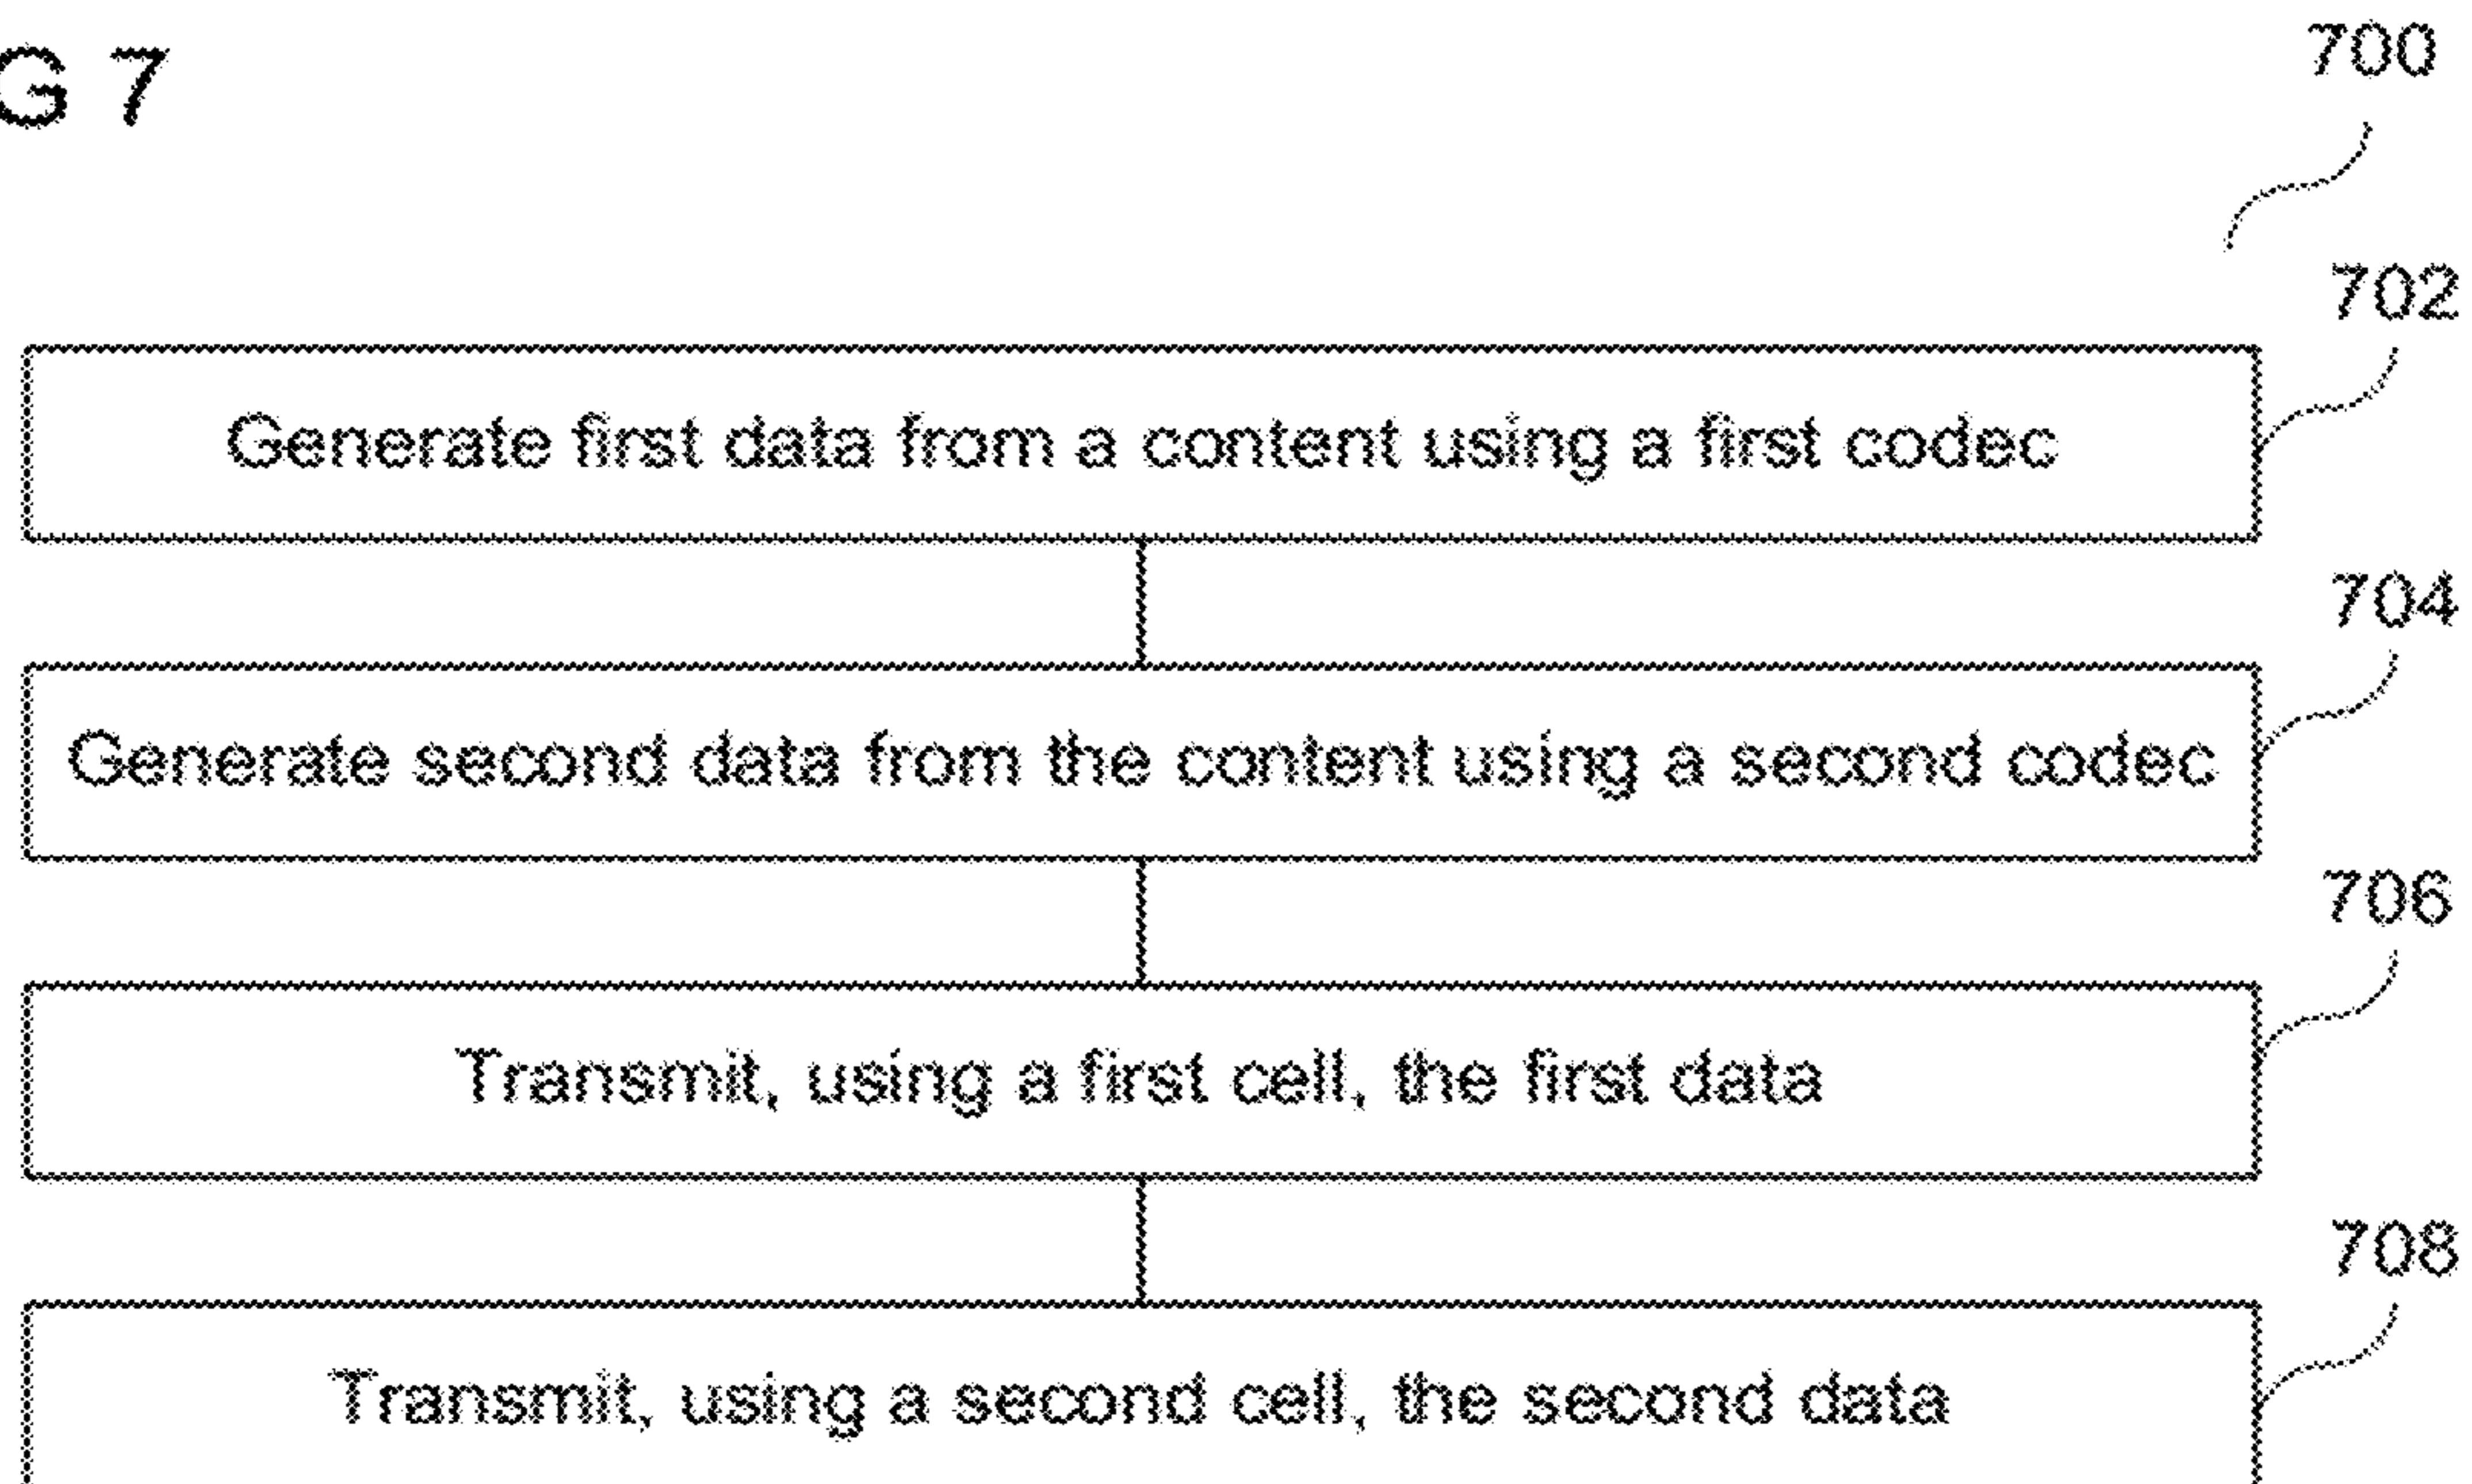 G 7
700
702
Generate first data from a content using a first codec
704
Generate second data from the content using a second codec
706
Transmit, using a first cell, the first data
708
Transmit, using a second cell, the second data